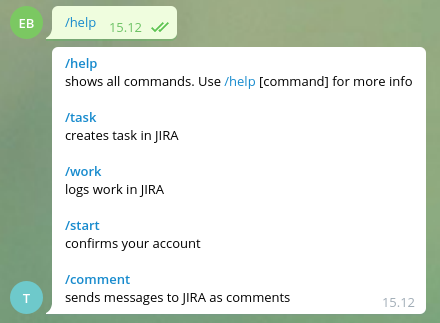 EB
/help 15.12
/help
shows all commands. Use /help [command] for more info
/task
creates task in JIRA
/work
logs work in JIRA
/start
confirms your account
/comment
sends messages to JIRA as comments
T
15.12